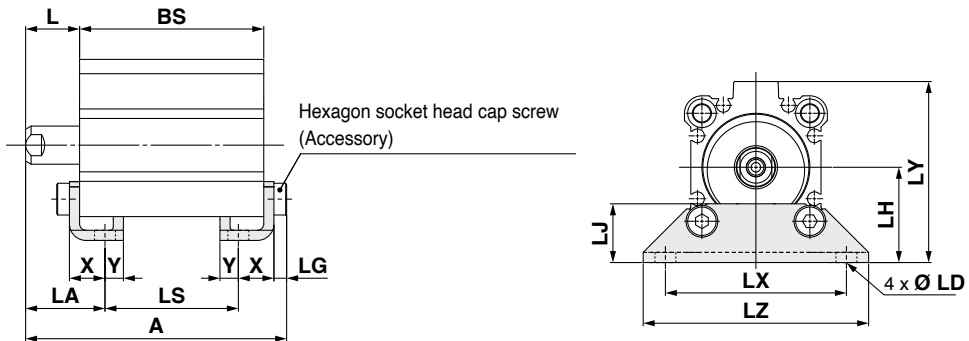 L
BS
Hexagon socket head cap screw
(Accessory)
X
Y
Y
X
LG
LA
LS
A
LJ
LH
LY
LX
LZ
4 x Ø LD